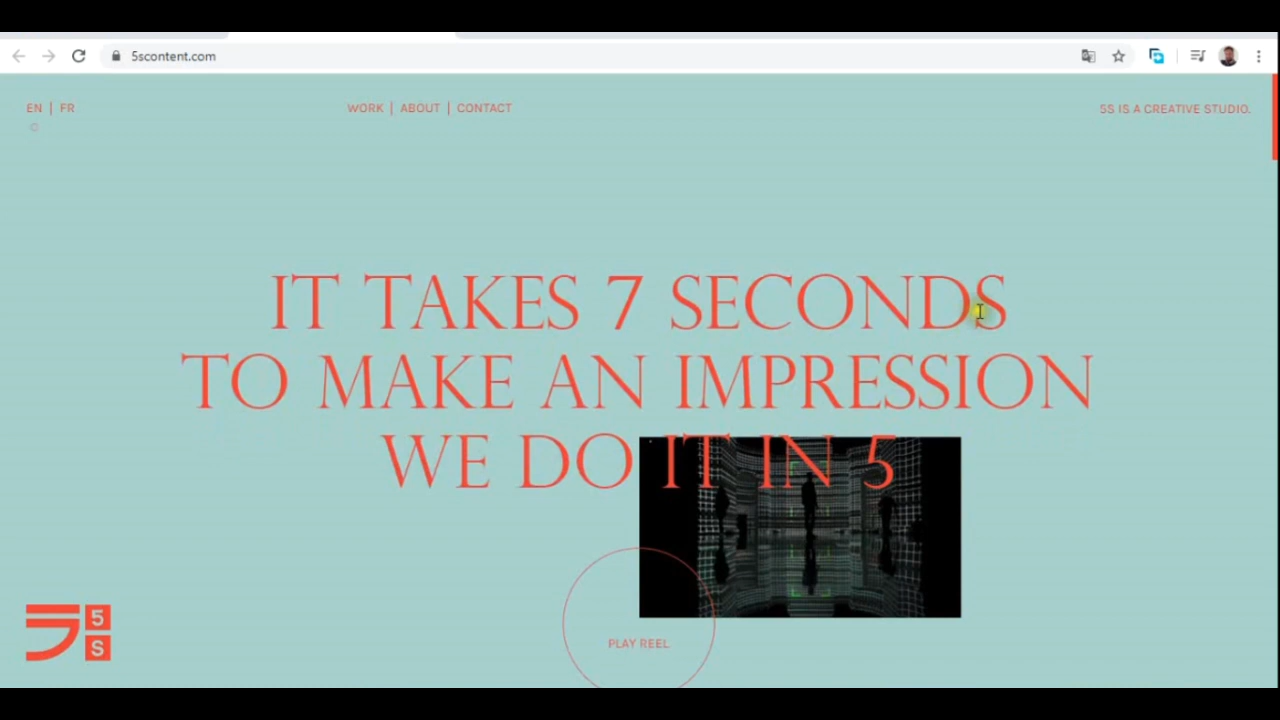 5scontent.com
EN | FR
WORK | ABOUT | CONTACT
5S IS A CREATIVE STUDIO.
IT TAKES 7 SECONDS
TO MAKE AN IMPRESSION
WE DO IT IN 5
PLAY REEL
ラ 5
S